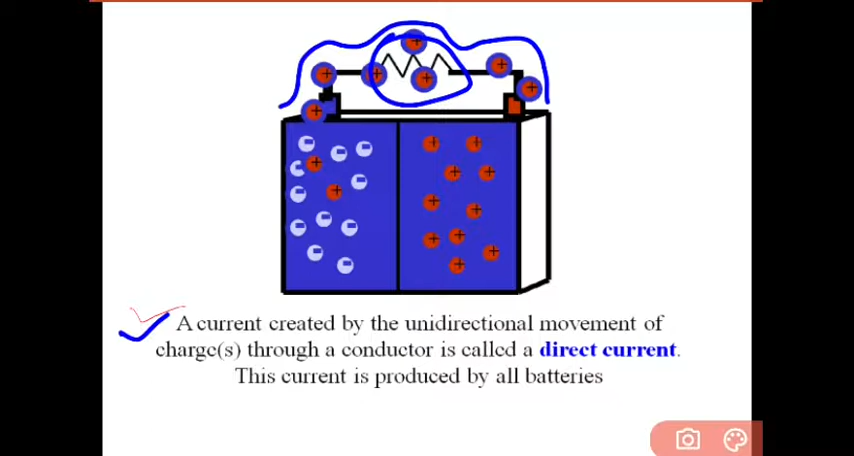 A current created by the unidirectional movement of
charge(s) through a conductor is called a direct current.
This current is produced by all batteries